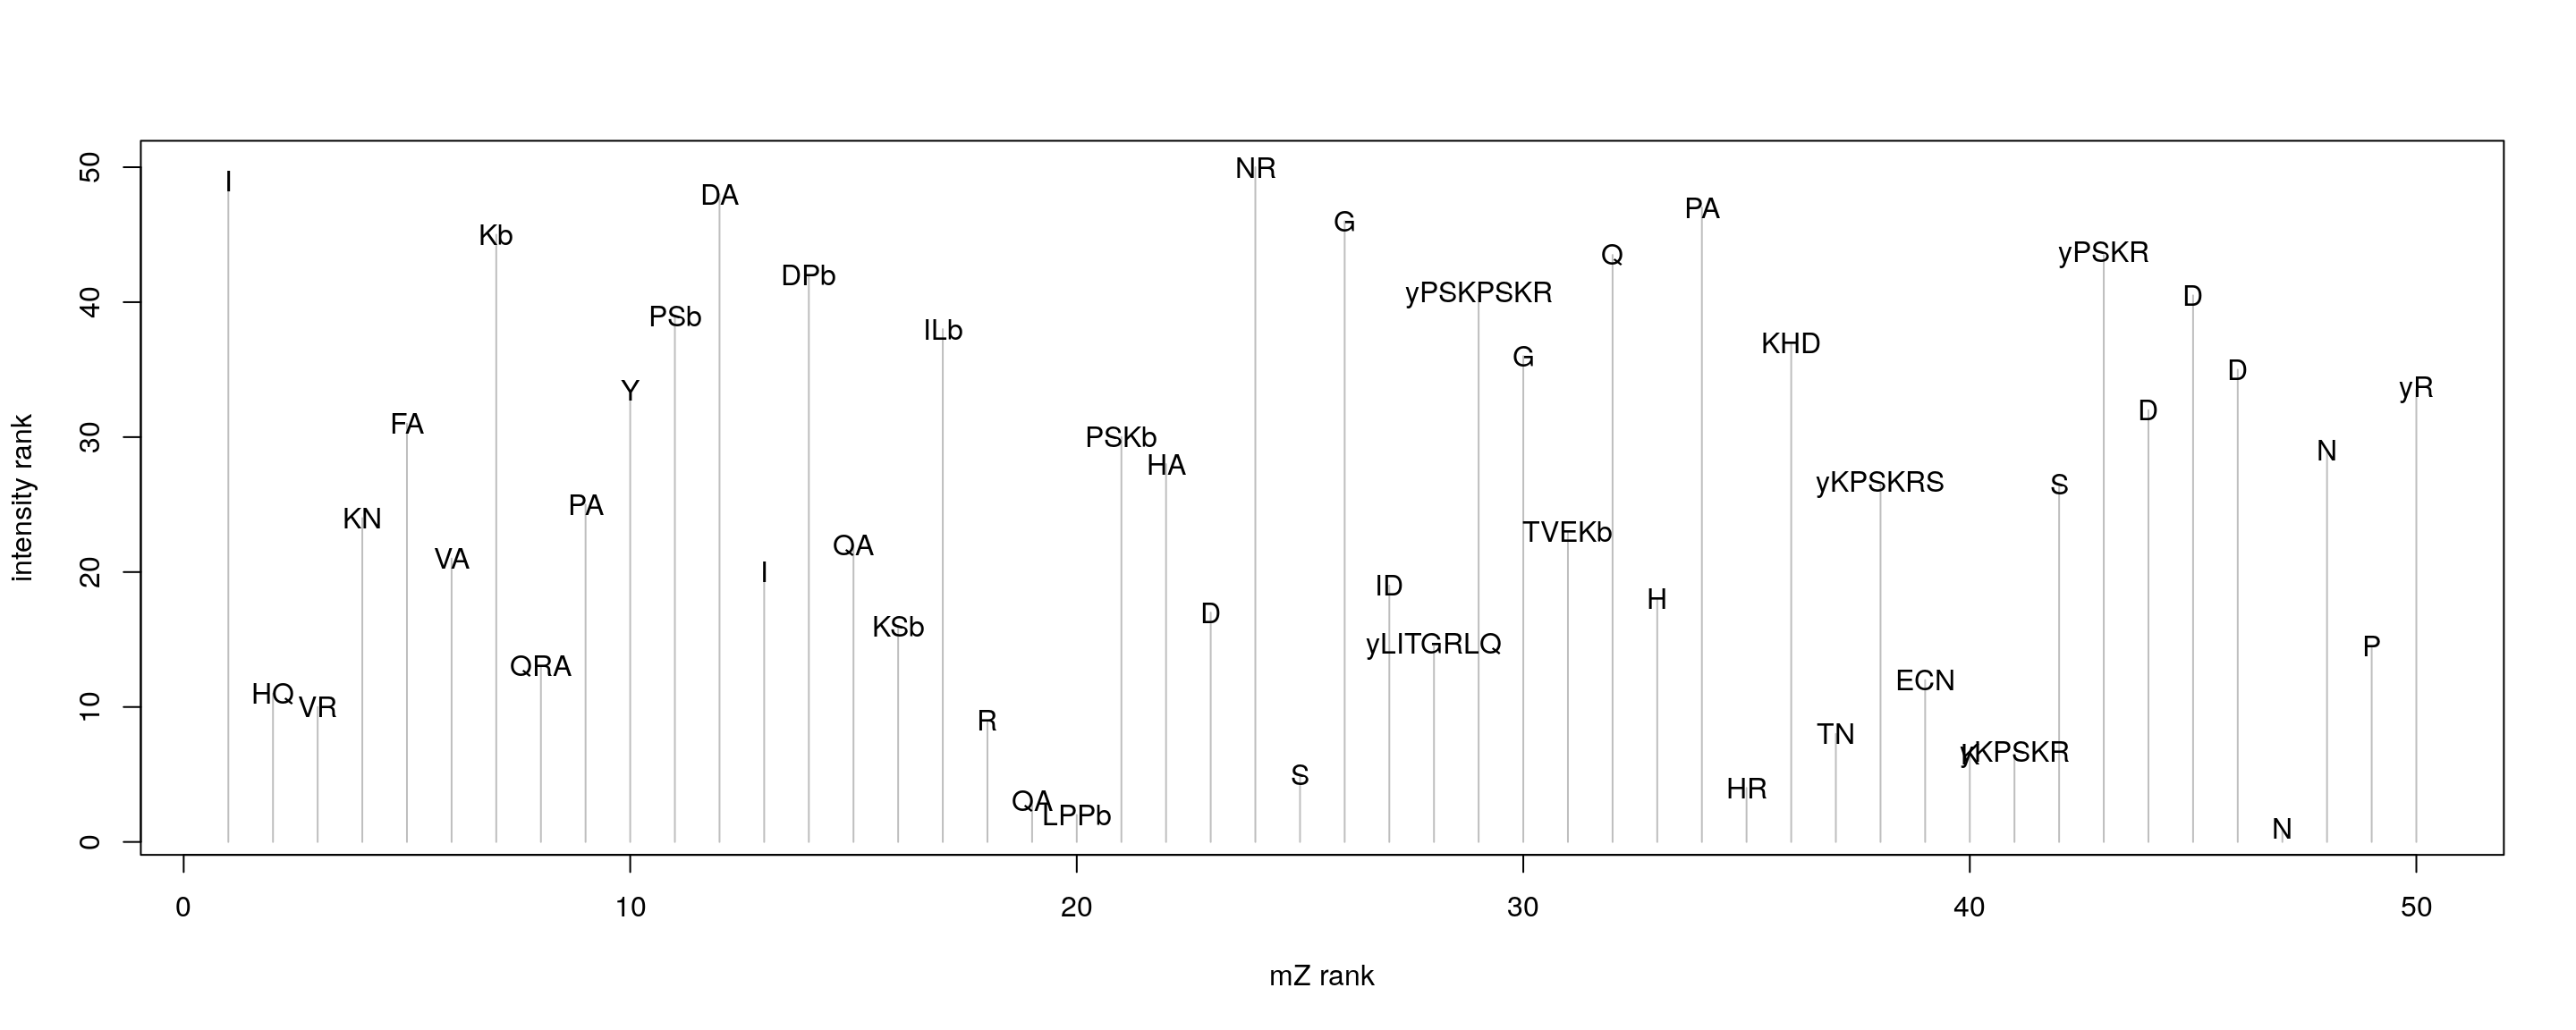 I
HQ
VR
KN
FA
VA
Kb
QRA
PA
Y
PSb
DA
I
DPb
QA
KSb
ILb
R
QA
LPPb
PSKb
HA
D
NR
S
G
ID
yLITGRLQ
yPSKPSKR
G
TVEKb
Q
H
PA
HR
KHD
TN
yKPSKRS
ECN
K
yKPSKR
S
yPSKR
D
D
D
N
N
P
yR
50
40
30
20
10
0
intensity rank
0 10 20 30 40 50
mZ rank